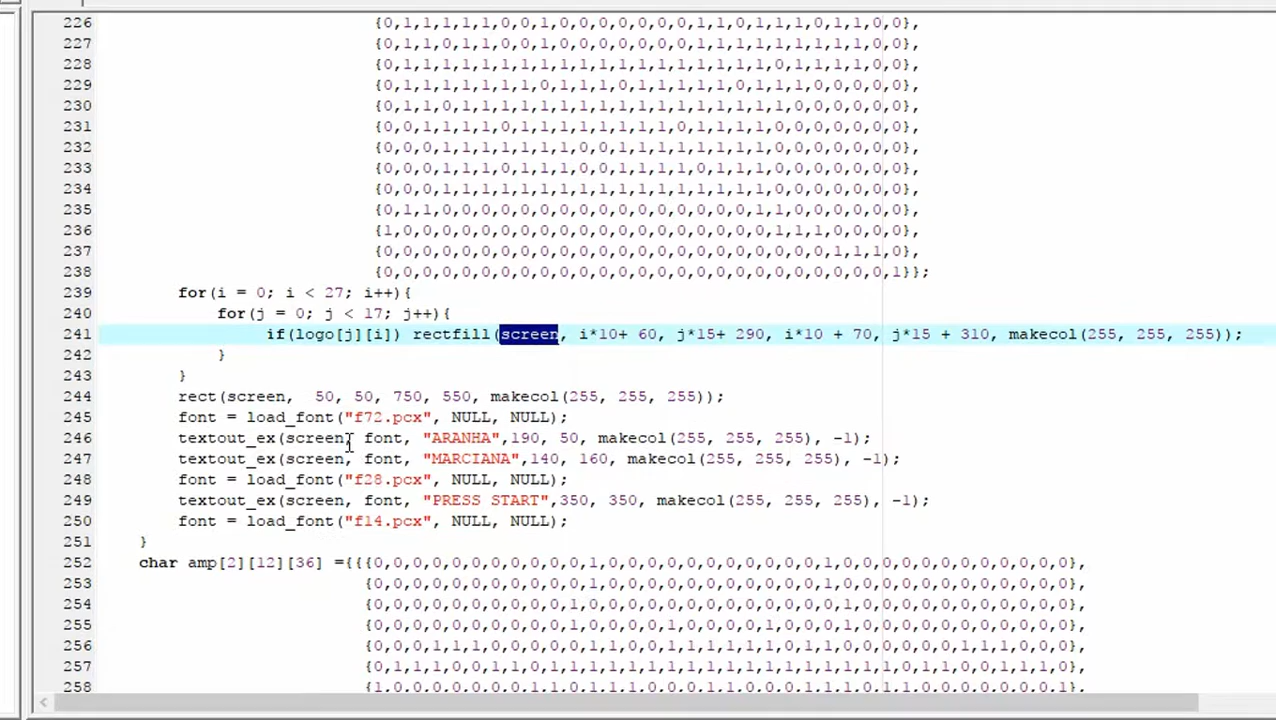 226 {0,1,1,1,1,1,0,0,1,0,0,1,0,0,0,0,1,1,1,1,0,0,1,1,0,0},
227 {0,1,1,0,1,1,0,0,1,0,0,0,0,0,0,0,1,1,1,1,1,1,1,1,1,0,0},
228 {0,1,1,1,1,1,1,1,1,1,1,1,1,1,1,1,1,1,1,1,0,1,1,1,1,0,0},
229 {0,1,1,1,1,1,1,0,1,1,1,1,0,1,1,1,1,1,0,1,1,1,1,1,0,0,0},
230 {0,1,1,0,1,1,1,1,1,1,1,1,1,1,1,1,1,1,1,1,1,1,0,0,0,0,0},
231 {0,0,1,1,1,1,0,1,1,1,1,1,1,1,1,0,1,1,1,1,0,0,0,0,0,0,0},
232 {0,0,0,1,1,1,1,0,0,0,1,1,1,1,1,1,1,1,1,0,0,0,0,0,0,0,0},
233 {0,0,0,1,1,1,1,1,0,0,1,0,0,1,0,0,1,1,1,1,0,0,0,0,0,0,0},
234 {0,0,0,1,1,1,1,1,1,1,1,1,1,1,1,1,1,1,1,1,1,0,0,0,0,0,0},
235 {0,1,1,0,0,0,0,0,0,0,0,0,0,0,0,0,0,0,0,1,1,0,0,0,0,0,0},
236 {1,0,0,0,0,0,0,0,0,0,0,0,0,0,0,0,0,0,0,0,1,1,1,0,0,0,0},
237 {0,0,0,0,0,0,0,0,0,0,0,0,0,0,0,0,0,0,0,0,0,0,0,1,1,1,0},
238 {0,0,0,0,0,0,0,0,0,0,0,0,0,0,0,0,0,0,0,0,0,0,0,0,0,0,1}};
239 for(i = 0; i < 27; i++){
240 for(j = 0; j < 17; j++){
241 if(logo[j][i]) rectfill(screen, i*10+ 60, j*15+ 290, i*10 + 70, j*15 + 310, makecol(255, 255, 255));
242 }
243 }
244 rect(screen, 50, 50, 750, 550, makecol(255, 255, 255));
245 font = load_font("f72.pcx", NULL, NULL);
246 textout_ex(screen, font, "ARANHA",190, 50, makecol(255, 255, 255), -1);
247 textout_ex(screen, font, "MARCIANA",140, 160, makecol(255, 255, 255), -1);
248 font = load_font("f28.pcx", NULL, NULL);
249 textout_ex(screen, font, "PRESS START",350, 350, makecol(255, 255, 255), -1);
250 font = load_font("f14.pcx", NULL, NULL);
251 }
252 char amp[2][12][36] ={{{0,0,0,0,0,0,0,0,0,0,0,1,0,0,0,0,0,0,0,0,0,0,0,1,0,0,0,0,0,0,0,0,0,0,0,0},
253 {0,0,0,0,0,0,0,0,0,0,0,1,0,0,0,0,0,0,0,0,0,0,0,1,0,0,0,0,0,0,0,0,0,0,0,0},
254 {0,0,0,0,0,0,0,0,0,0,1,0,0,0,0,0,0,0,0,0,0,0,0,0,1,0,0,0,0,0,0,0,0,0,0,0},
255 {0,0,0,0,0,0,0,0,0,0,1,0,0,0,0,1,0,0,0,1,0,0,0,0,1,0,0,0,0,0,0,0,0,0,0,0},
256 {0,0,0,1,1,1,0,0,0,0,1,0,0,0,1,1,1,1,1,1,1,0,0,0,1,1,0,0,0,0,1,1,1,0,0,0},
257 {0,1,1,1,0,0,1,1,0,1,1,1,1,1,1,1,1,1,1,1,1,1,1,1,1,1,0,1,1,0,0,1,1,1,0},
258